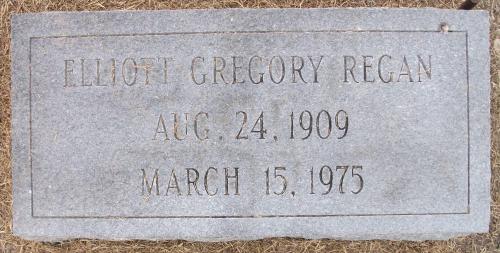 ELLIOTT GREGORY REGAN
AUG. 24, 1909
MARCH 15, 1975